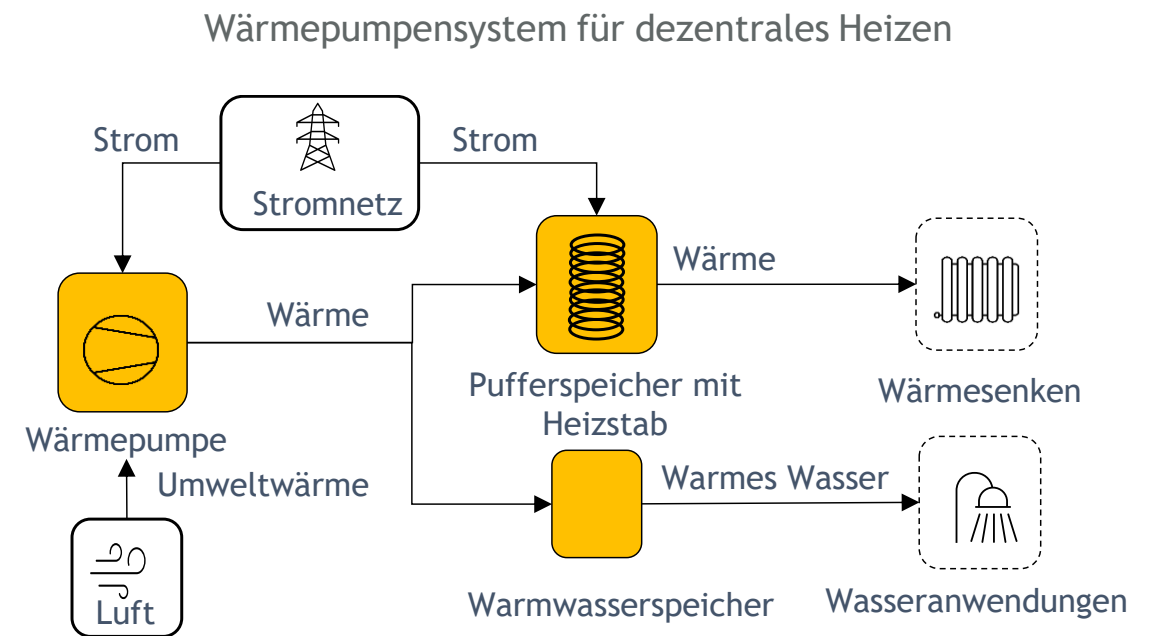 Wärmepumpensystem für dezentrales Heizen
Strom
Strom
Stromnetz
Wärme
Wärme
Pufferspeicher mit
Heizstab
Wärmesenken
Wärmepumpe
Umweltwärme
Warmes Wasser
Luft
Warmwasserspeicher
Wasseranwendungen